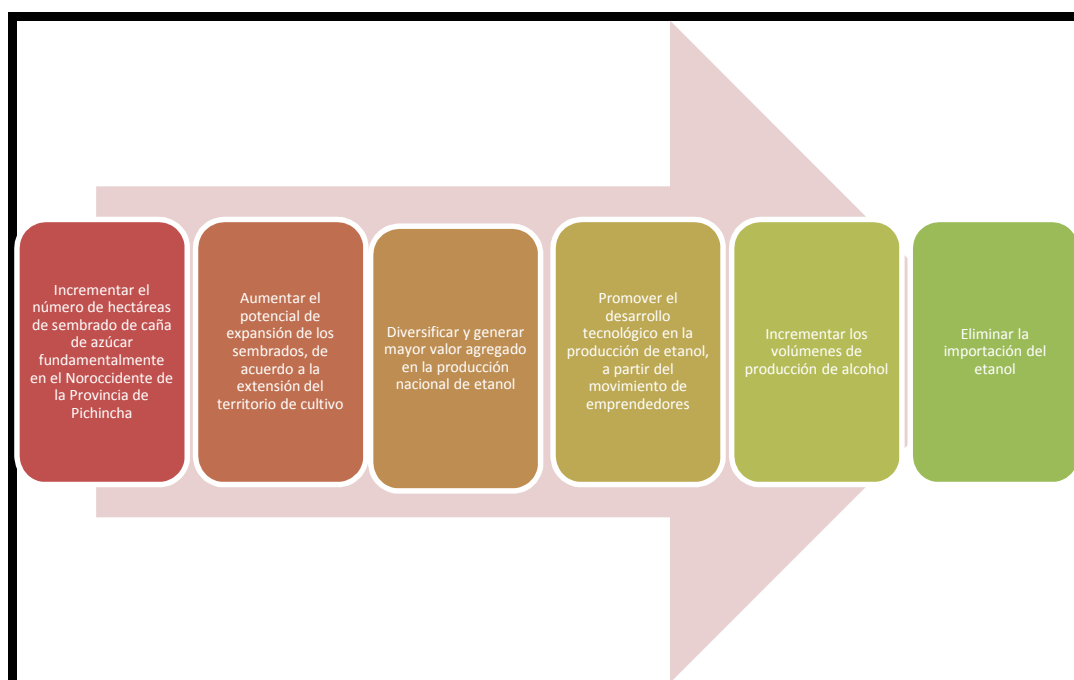 Incrementar el
número de hectáreas
de sembrado de caña
de azúcar
fundamentalmente
en el Noroccidente de
la Provincia de
Pichincha
Aumentar el
potencial de
expansión de los
sembrados, de
acuerdo a la
extensión del
territorio de cultivo
Diversificar y generar
mayor valor agregado
en la producción
nacional de etanol
Promover el
desarrollo
tecnológico en la
producción de etanol,
a partir del
movimiento de
emprendedores
Incrementar los
volúmenes de
producción de alcohol
Eliminar la
importación del
etanol